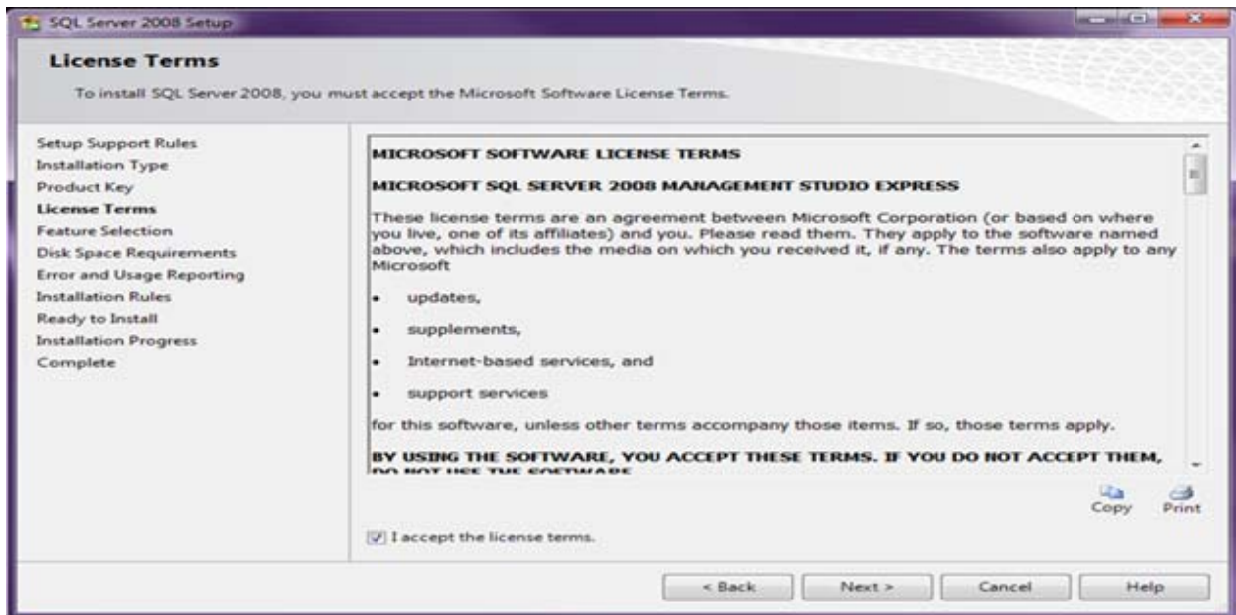 SQL Server 2008 Setup
License Terms
To install SQL Server 2008, you must accept the Microsoft Software License Terms.
Setup Support Rules
Installation Type
Product Key
License Terms
Feature Selection
Disk Space Requirements
Error and Usage Reporting
Installation Rules
Ready to Install
Installation Progress
Complete
MICROSOFT SOFTWARE LICENSE TERMS
MICROSOFT SQL SERVER 2008 MANAGEMENT STUDIO EXPRESS
These license terms are an agreement between Microsoft Corporation (or based on where
you live, one of its affiliates) and you. Please read them. They apply to the software named
above, which includes the media on which you received it, if any. The terms also apply to any
Microsoft
• updates,
• supplements,
• Internet-based services, and
• support services
for this software, unless other terms accompany those items. If so, those terms apply.
BY USING THE SOFTWARE, YOU ACCEPT THESE TERMS. IF YOU DO NOT ACCEPT THEM,
DO NOT USE THE SOFTWARE
Copy Print
I accept the license terms.
< Back Next > Cancel Help